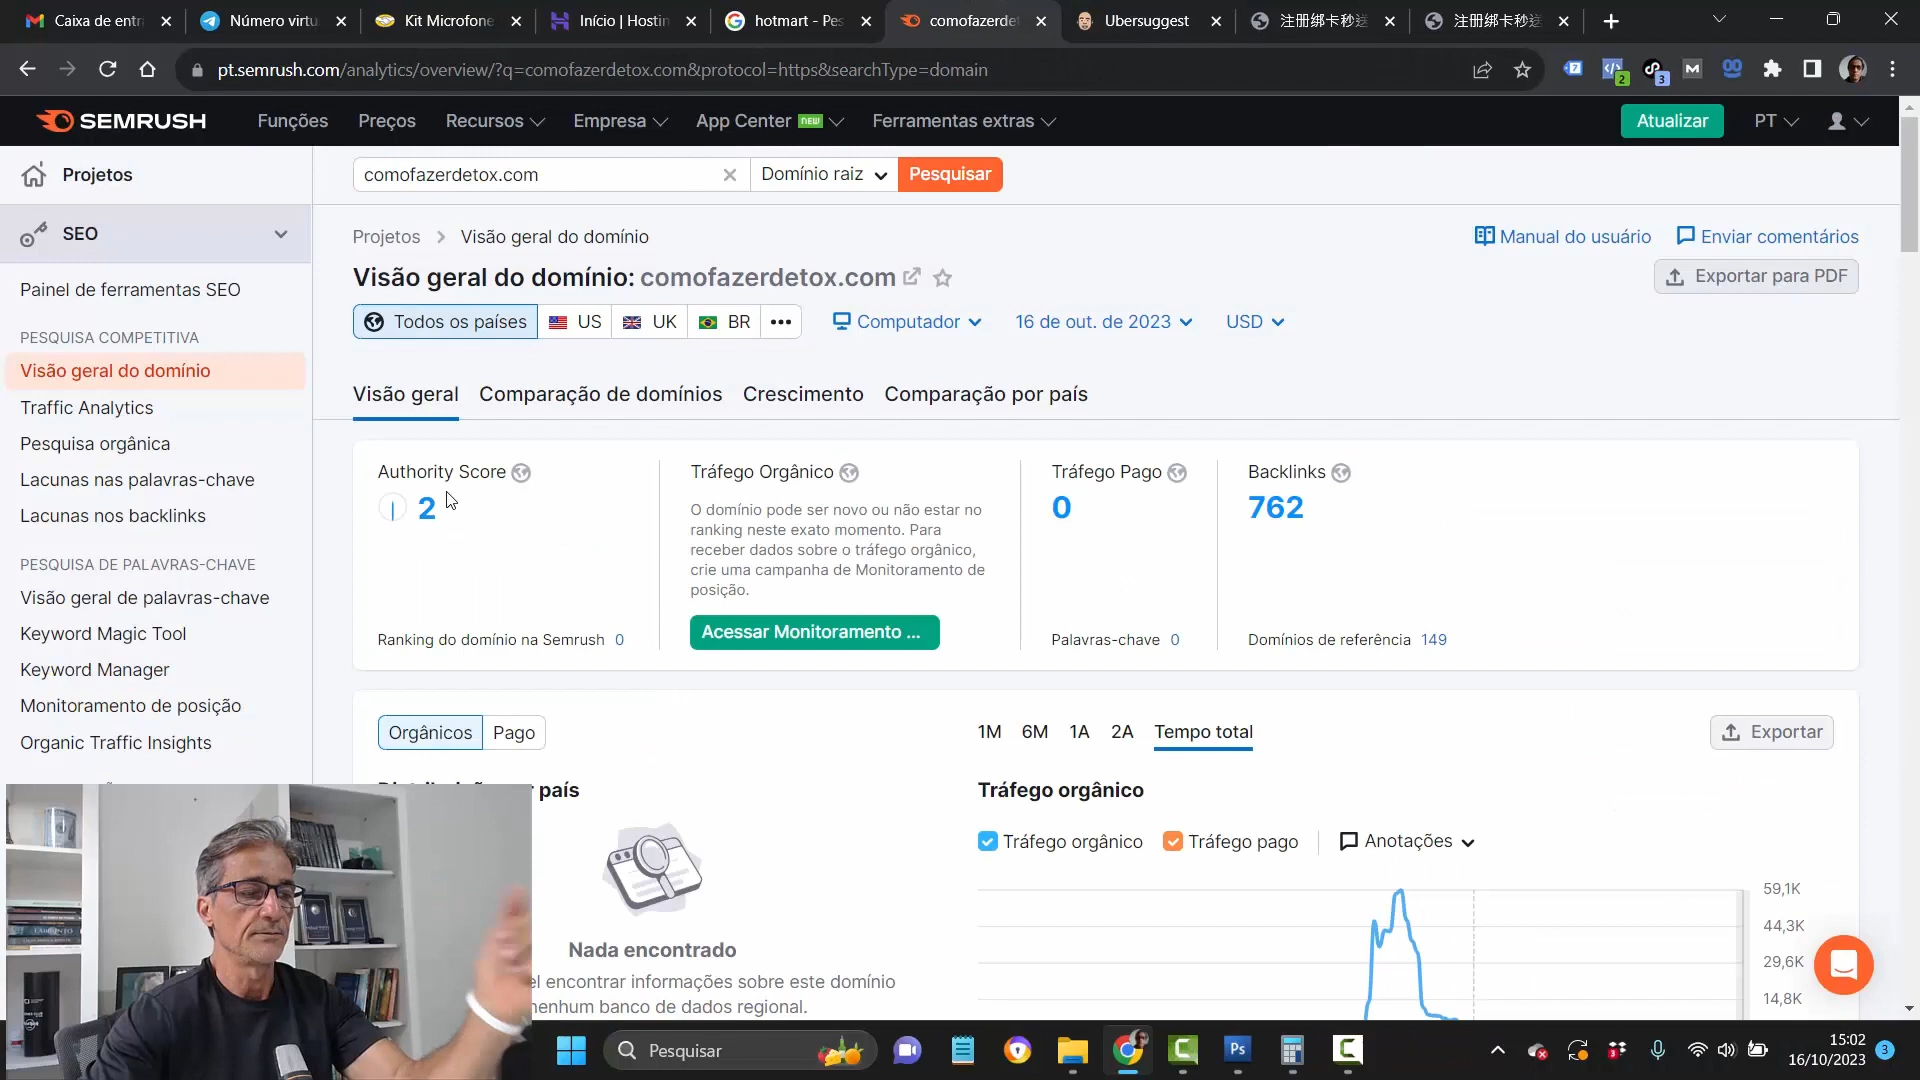 Caixa de entr
Número virtu
Kit Microfone
Início | Hostin
hotmart - Pes
comofazerdet
Ubersuggest
注册绑卡秒送
注册绑卡秒送
pt.semrush.com/analytics/overview/?q=comofazerdetox.com&protocol=https&searchType=domain
7
2
3
SEMRUSH
Funções
Preços
Recursos
Empresa
App Center new
Ferramentas extras
Atualizar
PT
Projetos
comofazerdetox.com
Domínio raiz
Pesquisar
SEO
Projetos > Visão geral do domínio
Manual do usuário
Enviar comentários
Visão geral do domínio: comofazerdetox.com
Exportar para PDF
Painel de ferramentas SEO
Todos os países
US
UK
BR
Computador
16 de out. de 2023
USD
PESQUISA COMPETITIVA
Visão geral do domínio
Traffic Analytics
Pesquisa orgânica
Lacunas nas palavras-chave
Lacunas nos backlinks
Visão geral
Comparação de domínios
Crescimento
Comparação por país
Authority Score
2
Ranking do domínio na Semrush 0
Tráfego Orgânico
O domínio pode ser novo ou não estar no
ranking neste exato momento. Para
receber dados sobre o tráfego orgânico,
crie uma campanha de Monitoramento de
posição.
Acessar Monitoramento ...
Tráfego Pago
0
Palavras-chave 0
Backlinks
762
Domínios de referência 149
PESQUISA DE PALAVRAS-CHAVE
Visão geral de palavras-chave
Keyword Magic Tool
Keyword Manager
Monitoramento de posição
Organic Traffic Insights
Orgânicos
Pago
1M
6M
1A
2A
Tempo total
Exportar
país
Nada encontrado
encontrar informações sobre este domínio
nenhum banco de dados regional.
Tráfego orgânico
Tráfego orgânico
Tráfego pago
Anotações
59,1K
44,3K
29,6K
14,8K
Pesquisar
Ps
15:02
16/10/2023
3